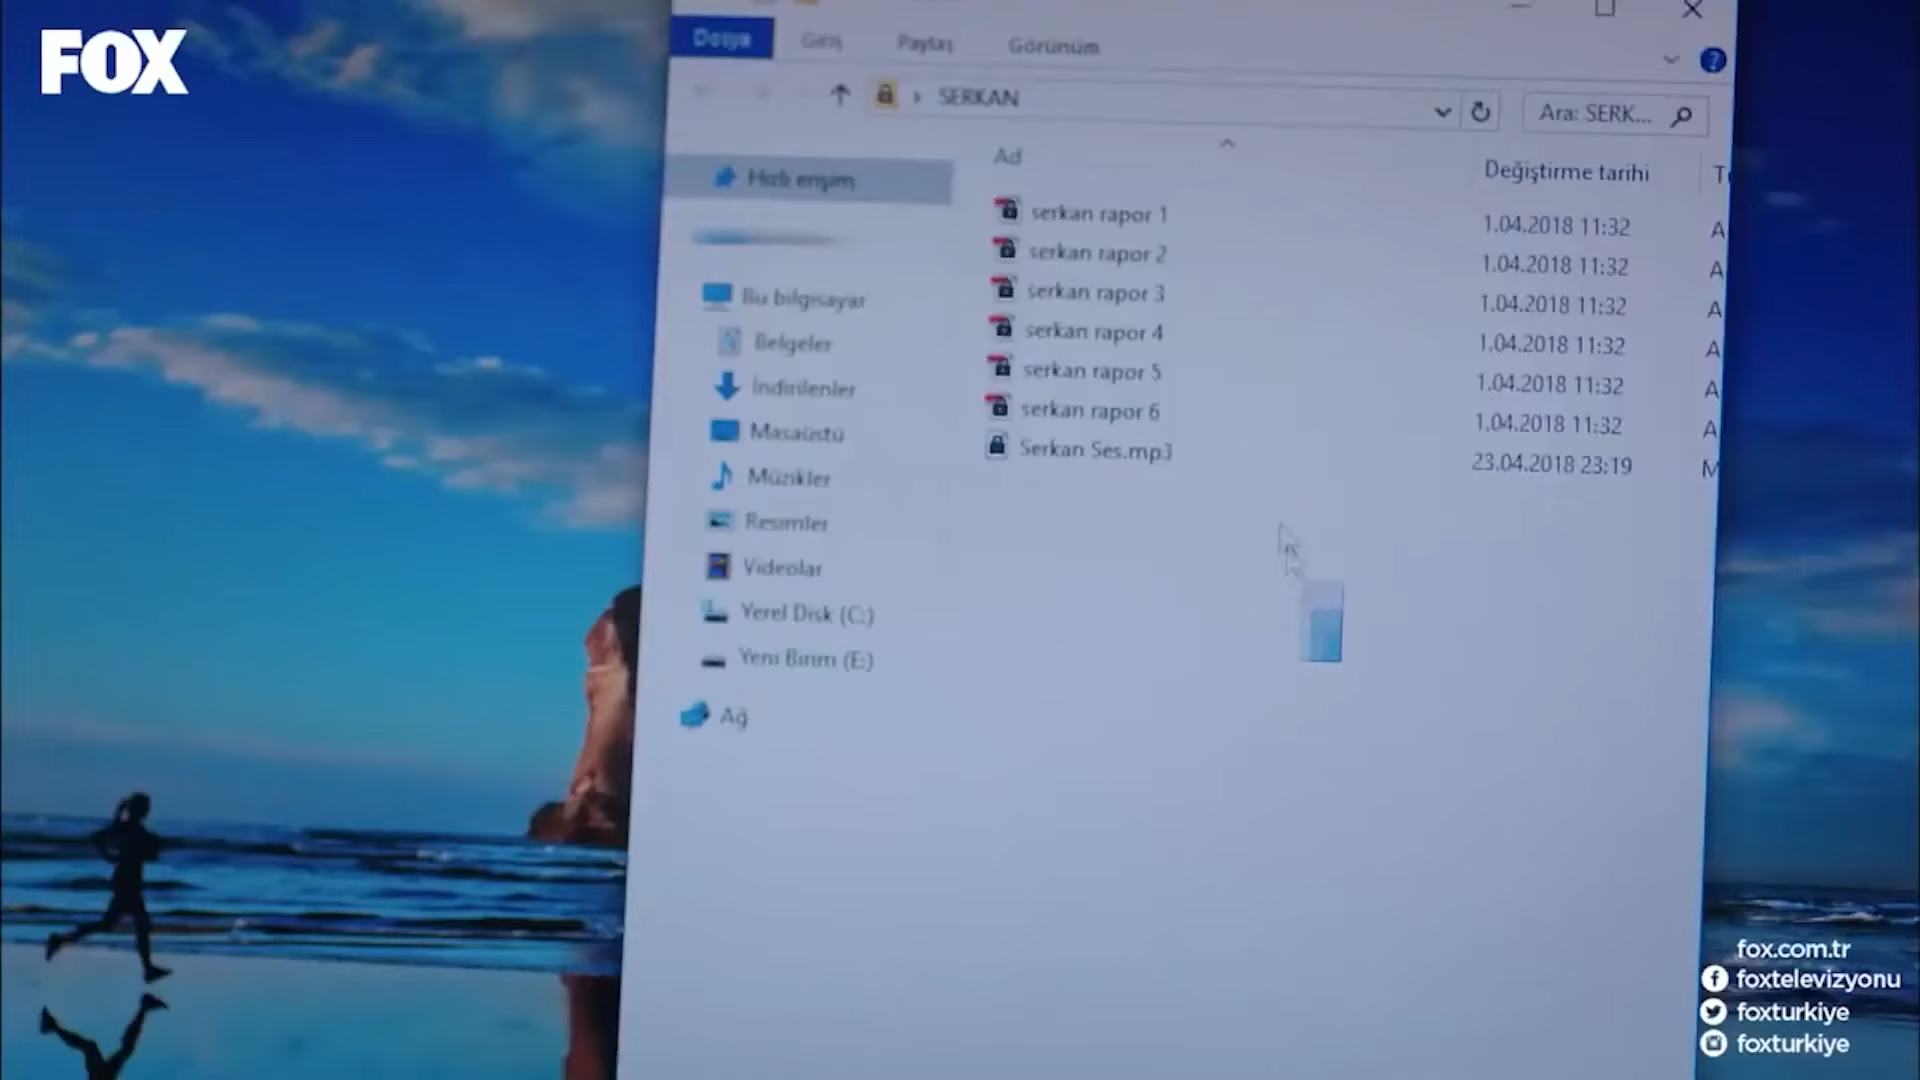 FOX
Dosya Giriş Paylaş Görünüm
SERKAN
Ara: SERK...
Ad
Değiştirme tarihi
Hızlı erişim
serkan rapor 1
1.04.2018 11:32
A
serkan rapor 2
1.04.2018 11:32
A
serkan rapor 3
1.04.2018 11:32
A
serkan rapor 4
1.04.2018 11:32
A
serkan rapor 5
1.04.2018 11:32
A
serkan rapor 6
1.04.2018 11:32
A
Serkan Ses.mp3
23.04.2018 23:19
M
Bu bilgisayar
Belgeler
İndirilenler
Masaüstü
Müzikler
Resimler
Videolar
Yerel Disk (C:)
Yeni Birim (E:)
Ağ
fox.com.tr
foxtelevizyonu
foxturkiye
foxturkiye